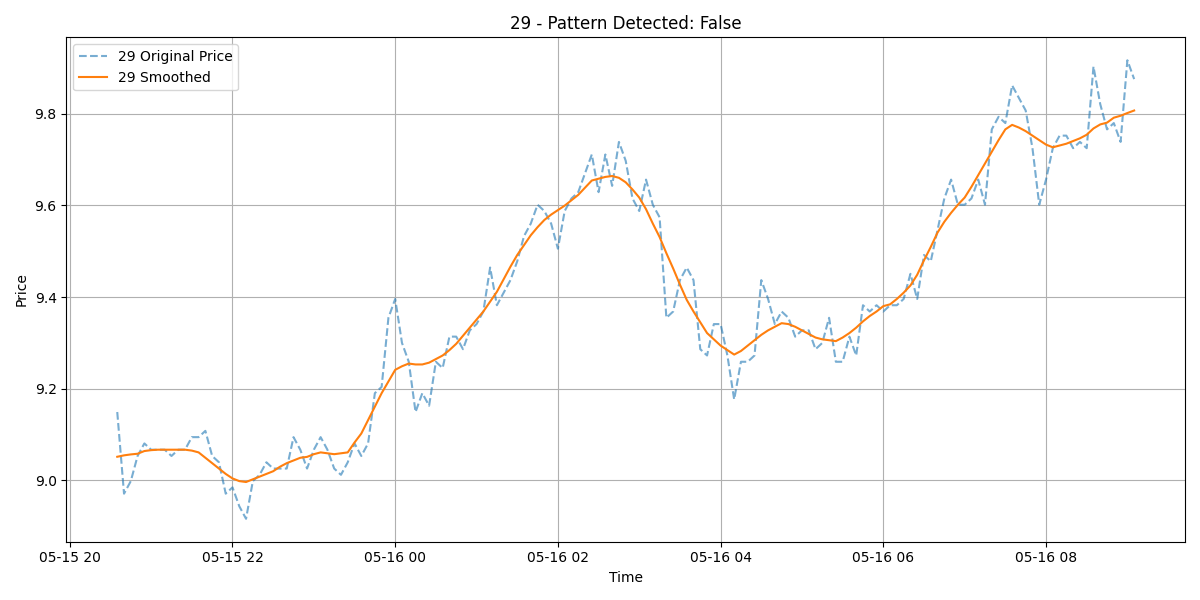 29 - Pattern Detected: False
29 Original Price
29 Smoothed
Price
9.8
9.6
9.4
9.2
9.0
05-15 20
05-15 22
05-16 00
05-16 02
05-16 04
05-16 06
05-16 08
Time